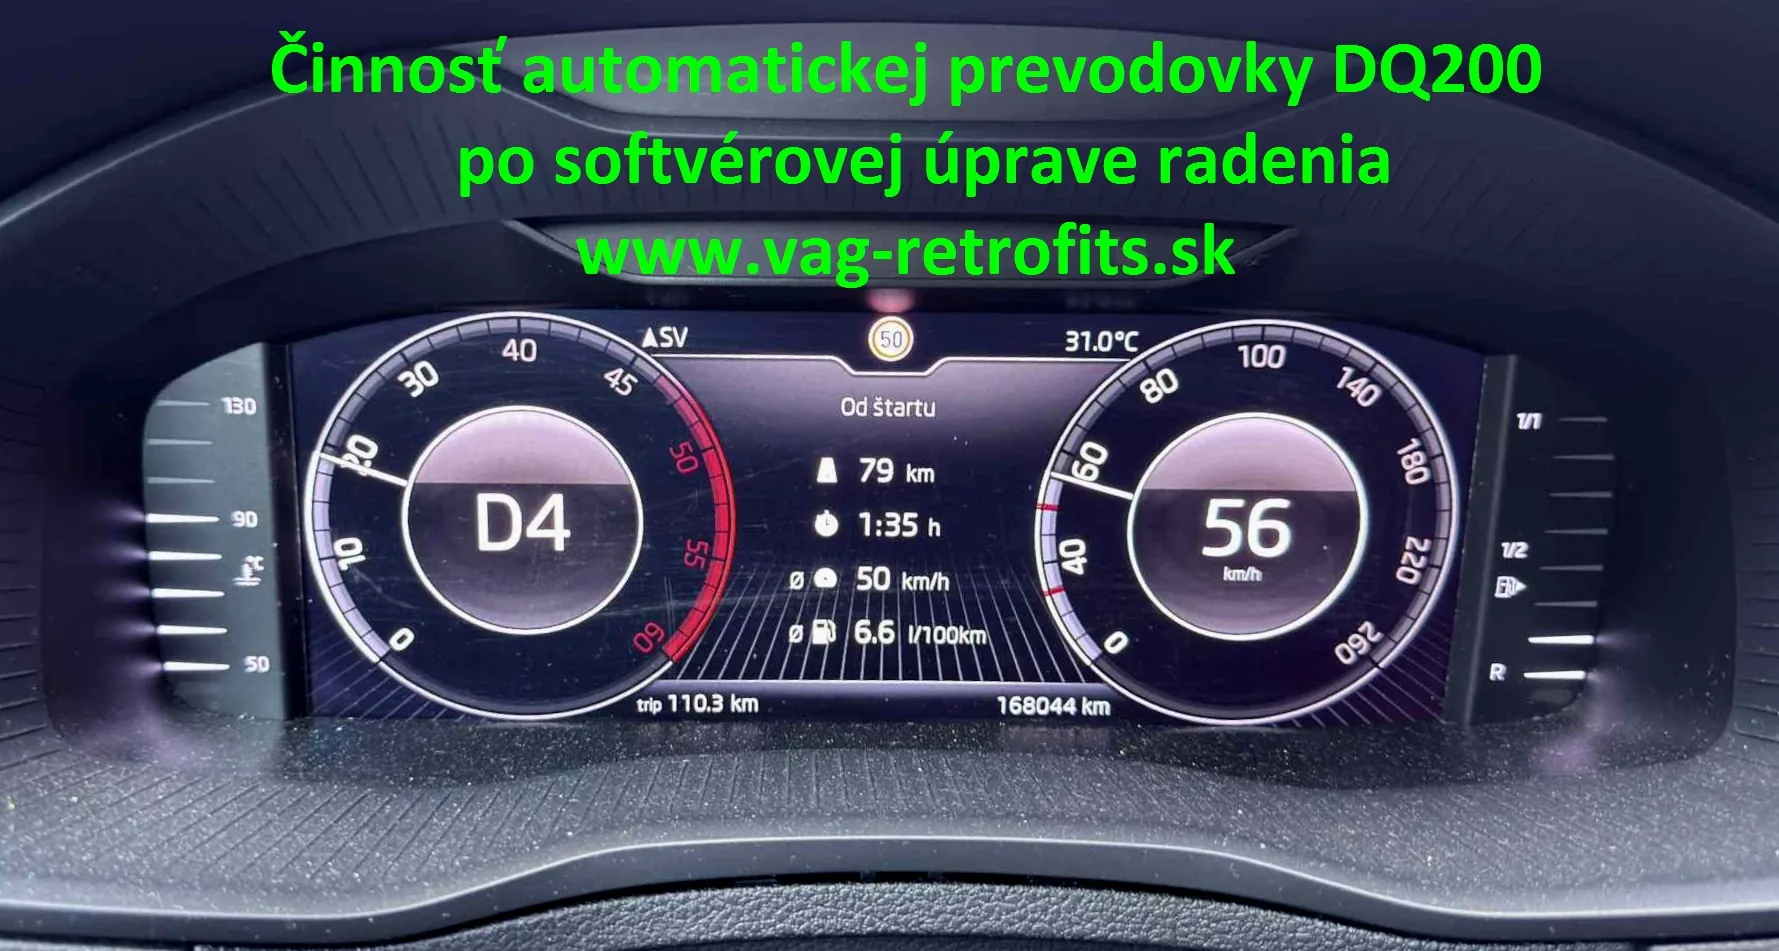 Činnosť automatickej prevodovky DQ200
po softvérovej úprave radenia
www.vag-retrofits.sk
SV 50 31.0°C
Od štartu
79 km
1:35 h
ø 50 km/h
ø 6.6 l/100km
trip 110.3 km 168044 km
130
90
°C
50
0 10 20 30 40 45 50 55 60
D4
0 40 60 80 100 140 180 220 260
56
km/h
1/1
1/2
R